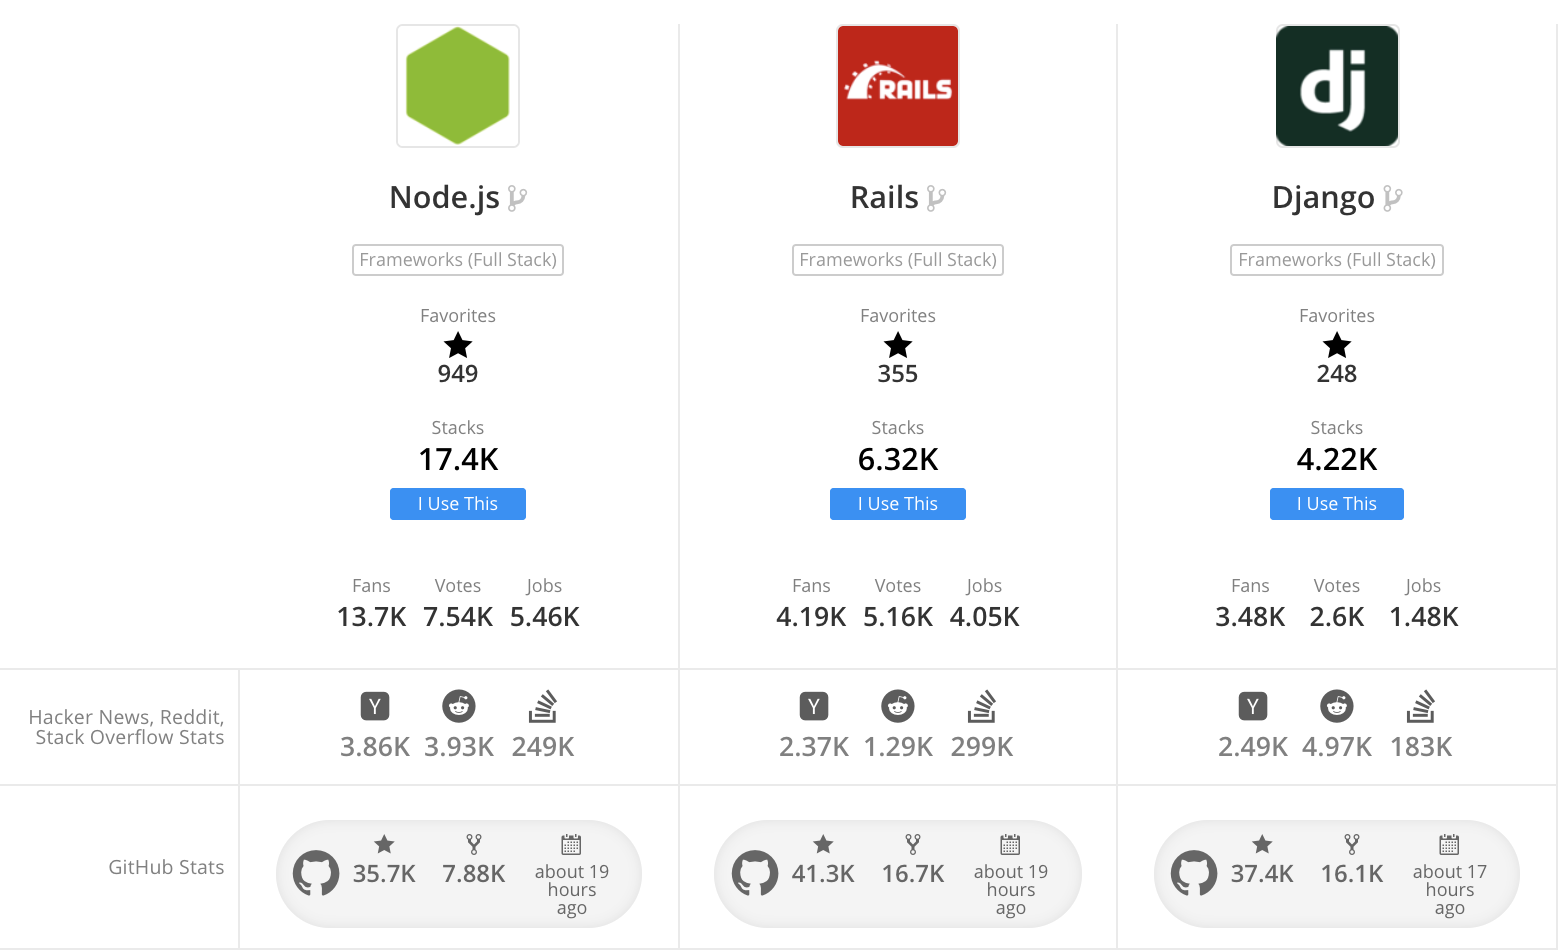 RAILS
dj
Node.js
Rails
Django
Frameworks (Full Stack)
Frameworks (Full Stack)
Frameworks (Full Stack)
Favorites
Favorites
Favorites
949
355
248
Stacks
Stacks
Stacks
17.4K
6.32K
4.22K
I Use This
I Use This
I Use This
Fans Votes Jobs
Fans Votes Jobs
Fans Votes Jobs
13.7K 7.54K 5.46K
4.19K 5.16K 4.05K
3.48K 2.6K 1.48K
Hacker News, Reddit,
Stack Overflow Stats
Y
Y
Y
3.86K 3.93K 249K
2.37K 1.29K 299K
2.49K 4.97K 183K
GitHub Stats
35.7K 7.88K about 19
hours
ago
41.3K 16.7K about 19
hours
ago
37.4K 16.1K about 17
hours
ago